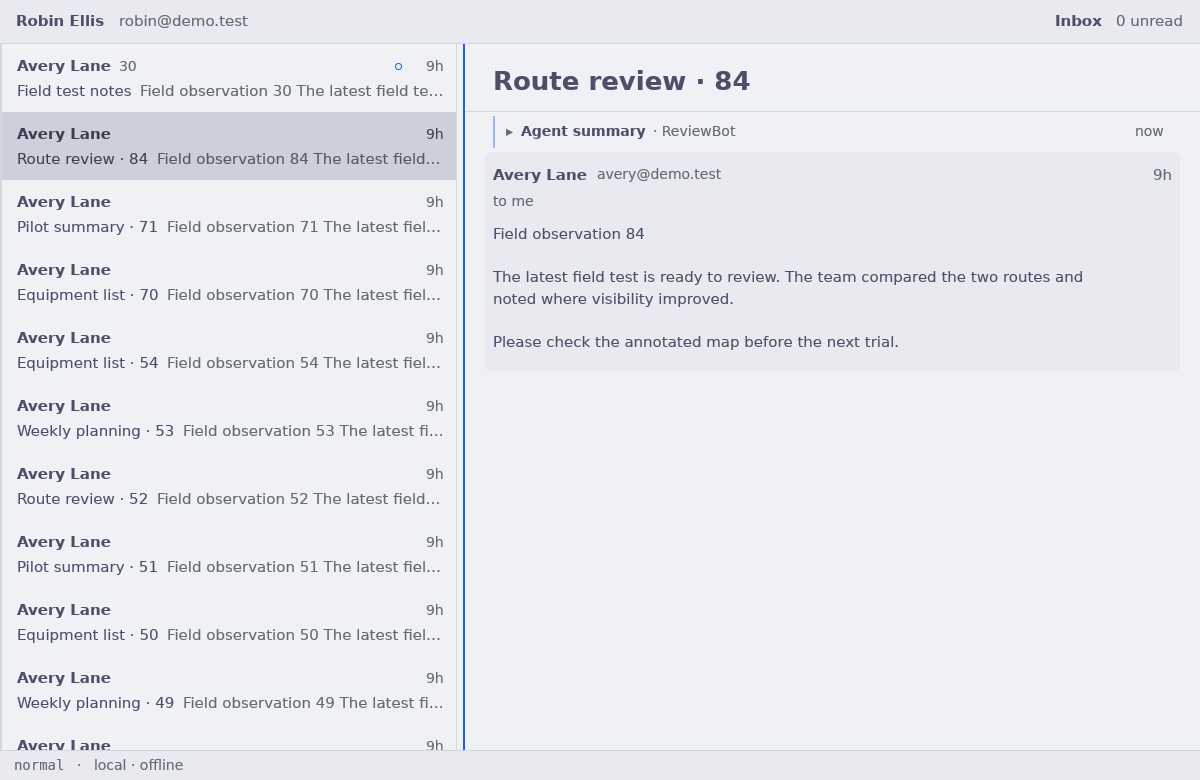 Robin Ellis robin@demo.test Inbox 0 unread
Avery Lane 30 9h
Field test notes Field observation 30 The latest field te…
Avery Lane 9h
Route review · 84 Field observation 84 The latest field…
Avery Lane 9h
Pilot summary · 71 Field observation 71 The latest fiel…
Avery Lane 9h
Equipment list · 70 Field observation 70 The latest fiel…
Avery Lane 9h
Equipment list · 54 Field observation 54 The latest fiel…
Avery Lane 9h
Weekly planning · 53 Field observation 53 The latest fi…
Avery Lane 9h
Route review · 52 Field observation 52 The latest field…
Avery Lane 9h
Pilot summary · 51 Field observation 51 The latest fiel…
Avery Lane 9h
Equipment list · 50 Field observation 50 The latest fiel…
Avery Lane 9h
Weekly planning · 49 Field observation 49 The latest fi…
Avery Lane 9h
Route review · 84
▸ Agent summary · ReviewBot now
Avery Lane avery@demo.test 9h
to me
Field observation 84
The latest field test is ready to review. The team compared the two routes and
noted where visibility improved.
Please check the annotated map before the next trial.
normal · local · offline